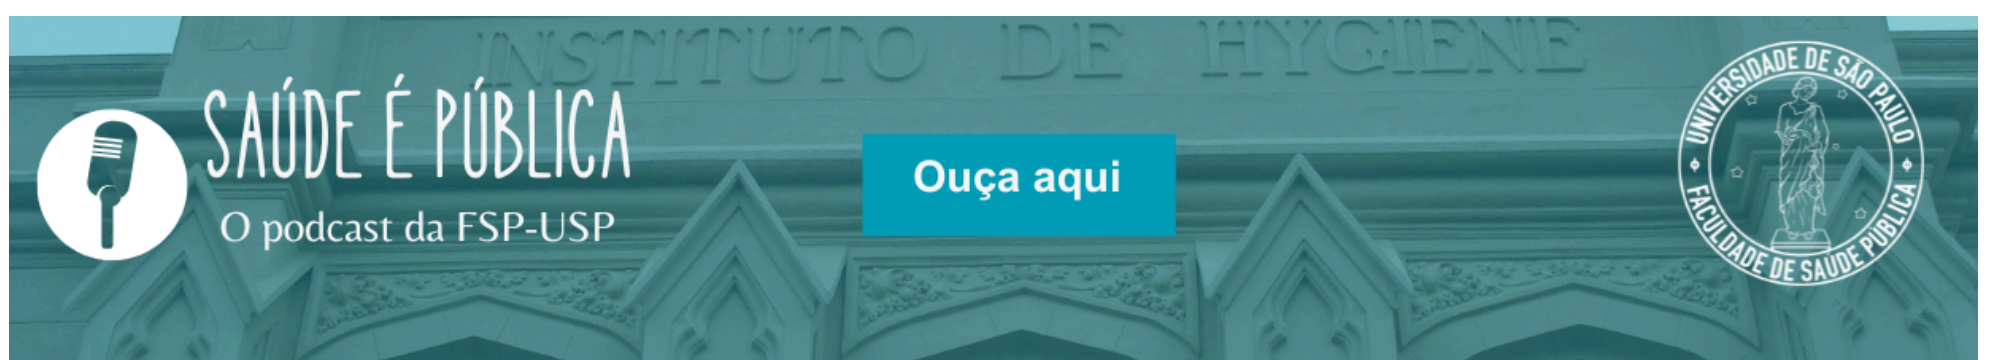 INSTITUTO DE HYGIENE
SAÚDE É PÚBLICA
O podcast da FSP-USP
Ouça aqui
UNIVERSIDADE DE SÃO PAULO
FACULDADE DE SAÚDE PÚBLICA